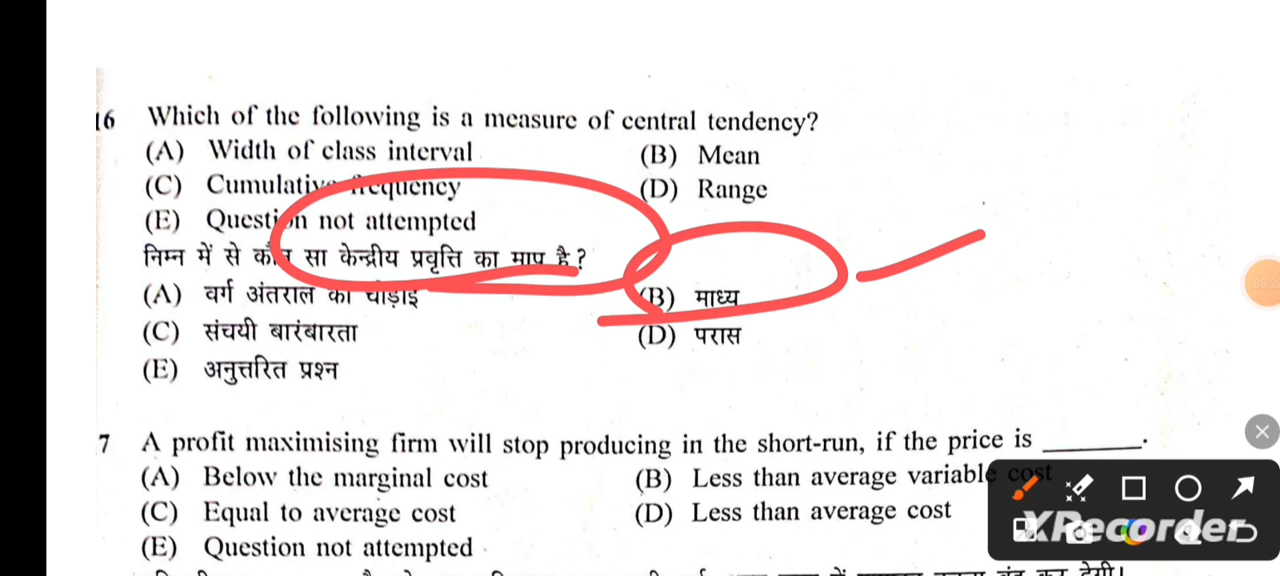 16 Which of the following is a measure of central tendency?
(A) Width of class interval (B) Mean
(C) Cumulative frequency (D) Range
(E) Question not attempted
निम्न में से कौन सा केन्द्रीय प्रवृत्ति का माप है ?
(A) वर्ग अंतराल की चौड़ाई (B) माध्य
(C) संचयी बारंबारता (D) परास
(E) अनुत्तरित प्रश्न
7 A profit maximising firm will stop producing in the short-run, if the price is ______.
(A) Below the marginal cost (B) Less than average variable cost
(C) Equal to average cost (D) Less than average cost
(E) Question not attempted
XRecorder
बंद कर देगी।